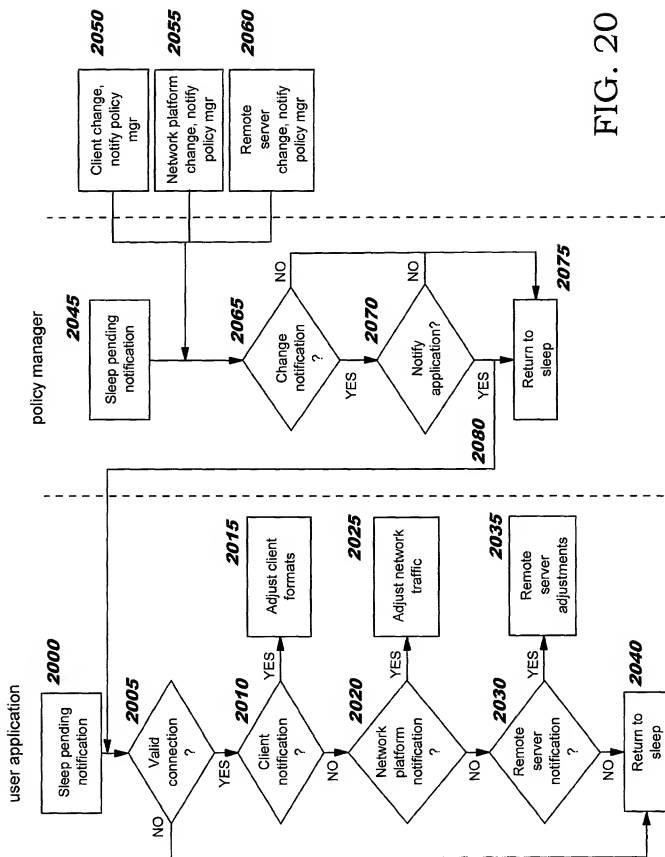 user application
2000
Sleep pending
notification
2005
Valid
connection
?
NO
YES
2010
Client
notification
?
YES
2015
Adjust client
formats
NO
2020
Network
platform
notification
?
YES
2025
Adjust network
traffic
NO
2030
Remote
server
notification
?
YES
2035
Remote
server
adjustments
NO
2040
Return to
sleep
policy manager
2045
Sleep pending
notification
2065
Change
notification
?
NO
YES
2070
Notify
application?
NO
YES
2080
2075
Return to
sleep
2050
Client change,
notify policy
mgr
2055
Network platform
change, notify
policy mgr
2060
Remote
server
change, notify
policy mgr
FIG. 20